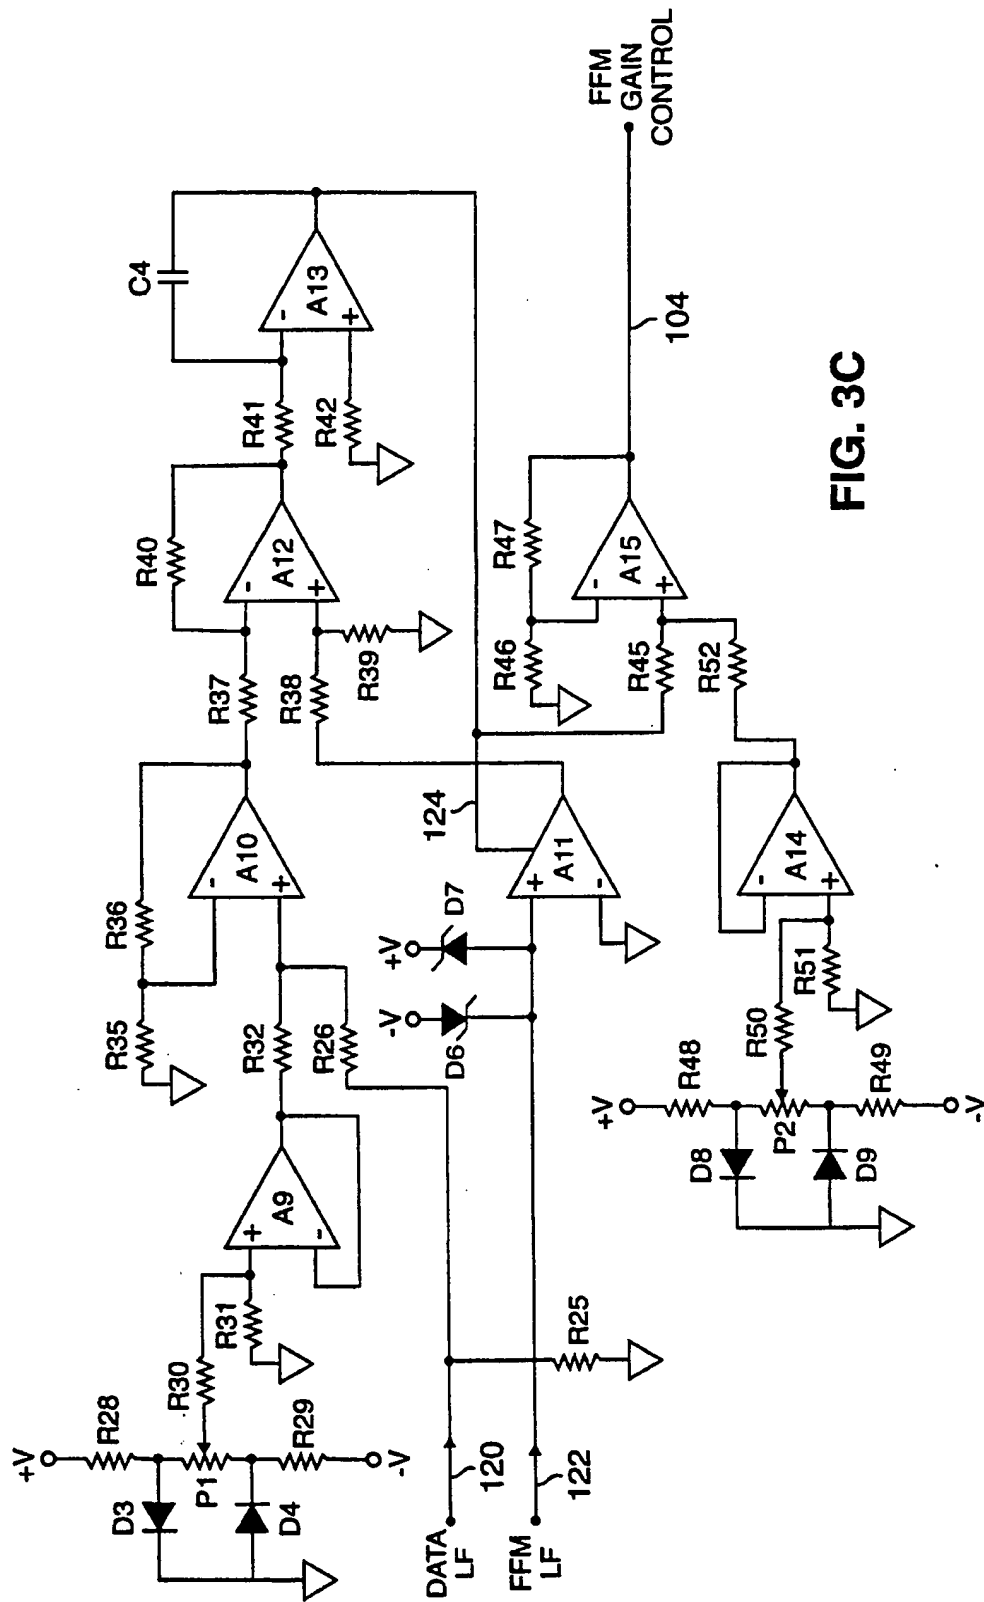 +V
R28
D3
P1
D4
R29
-V
R30
R31
+
A9
-
R35
R36
R32
R26
-
A10
+
R37
R38
R39
R40
-
A12
+
R41
R42
C4
-
A13
+
DATA
LF
120
FFM
LF
122
R25
-V
D6
+V
D7
124
+
A11
-
R46
R47
R45
R52
-
A15
+
104
FFM
GAIN
CONTROL
+V
R48
D8
P2
D9
R49
-V
R50
R51
-
A14
+
FIG. 3C